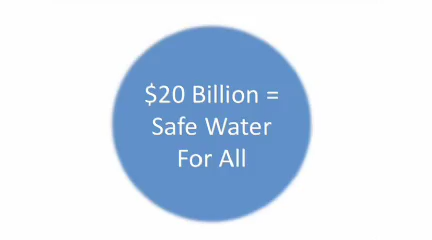 $20 Billion =
Safe Water
For All